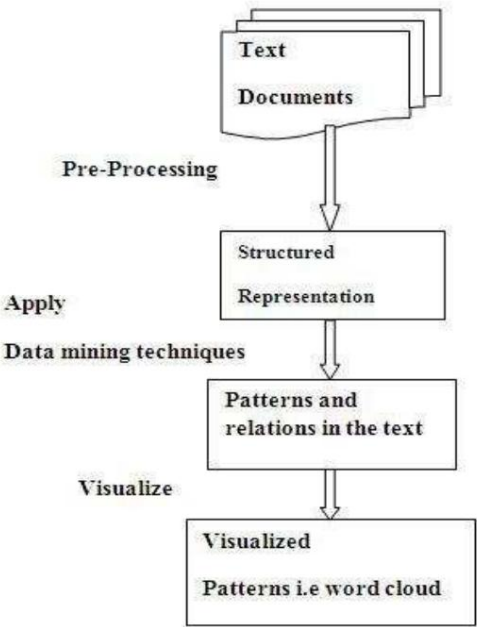 Text
Documents
Pre-Processing
Structured
Representation
Apply
Data mining techniques
Patterns and
relations in the text
Visualize
Visualized
Patterns i.e word cloud